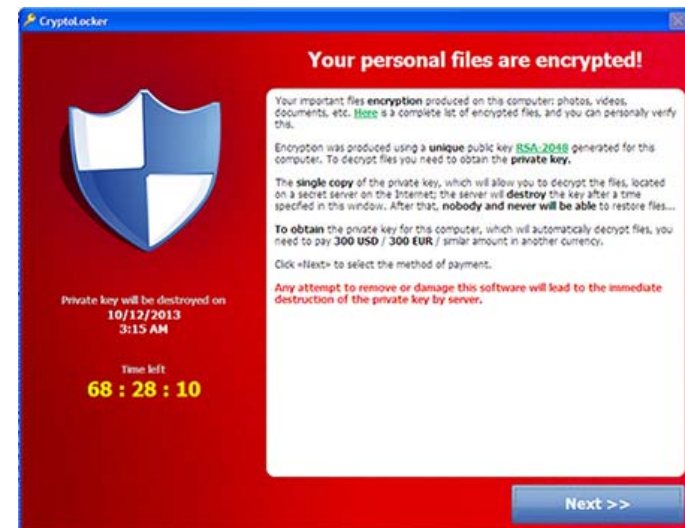 CryptoLocker
Your personal files are encrypted!
Your important files encryption produced on this computer: photos, videos,
documents, etc. Here is a complete list of encrypted files, and you can personally verify
this.
Encryption was produced using a unique public key RSA-2048 generated for this
computer. To decrypt files you need to obtain the private key.
The single copy of the private key, which will allow you to decrypt the files, located
on a secret server on the Internet; the server will destroy the key after a time
specified in this window. After that, nobody and never will be able to restore files...
To obtain the private key for this computer, which will automatically decrypt files, you
need to pay 300 USD / 300 EUR / similar amount in another currency.
Click «Next» to select the method of payment.
Any attempt to remove or damage this software will lead to the immediate
destruction of the private key by server.
Private key will be destroyed on
10/12/2013
3:15 AM
Time left
68 : 28 : 10
Next >>